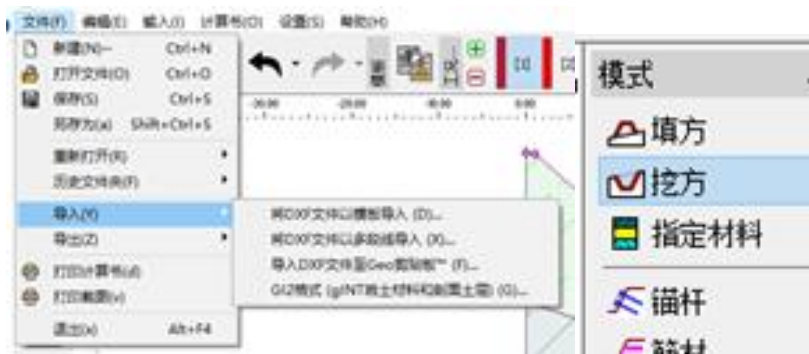 文件(F) 编辑(E) 输入(I) 计算书(O) 设置(S) 帮助(H)
新建(N)... Ctrl+N
打开文件(O) Ctrl+O
保存(S) Ctrl+S
另存为(a) Shift+Ctrl+S
重新打开(R)
历史文件夹(F)
导入(Y)
导出(Z)
打印计算书(d)
打印截图(v)
退出(x) Alt+F4
将DXF文件以模板导入 (D)...
将DXF文件以多段线导入 (X)...
导入DXF文件至Geo剪贴板™ (F)...
GI2格式 (gINT岩土材料和剖面土层) (G)...
模式
填方
挖方
指定材料
锚杆
筋材